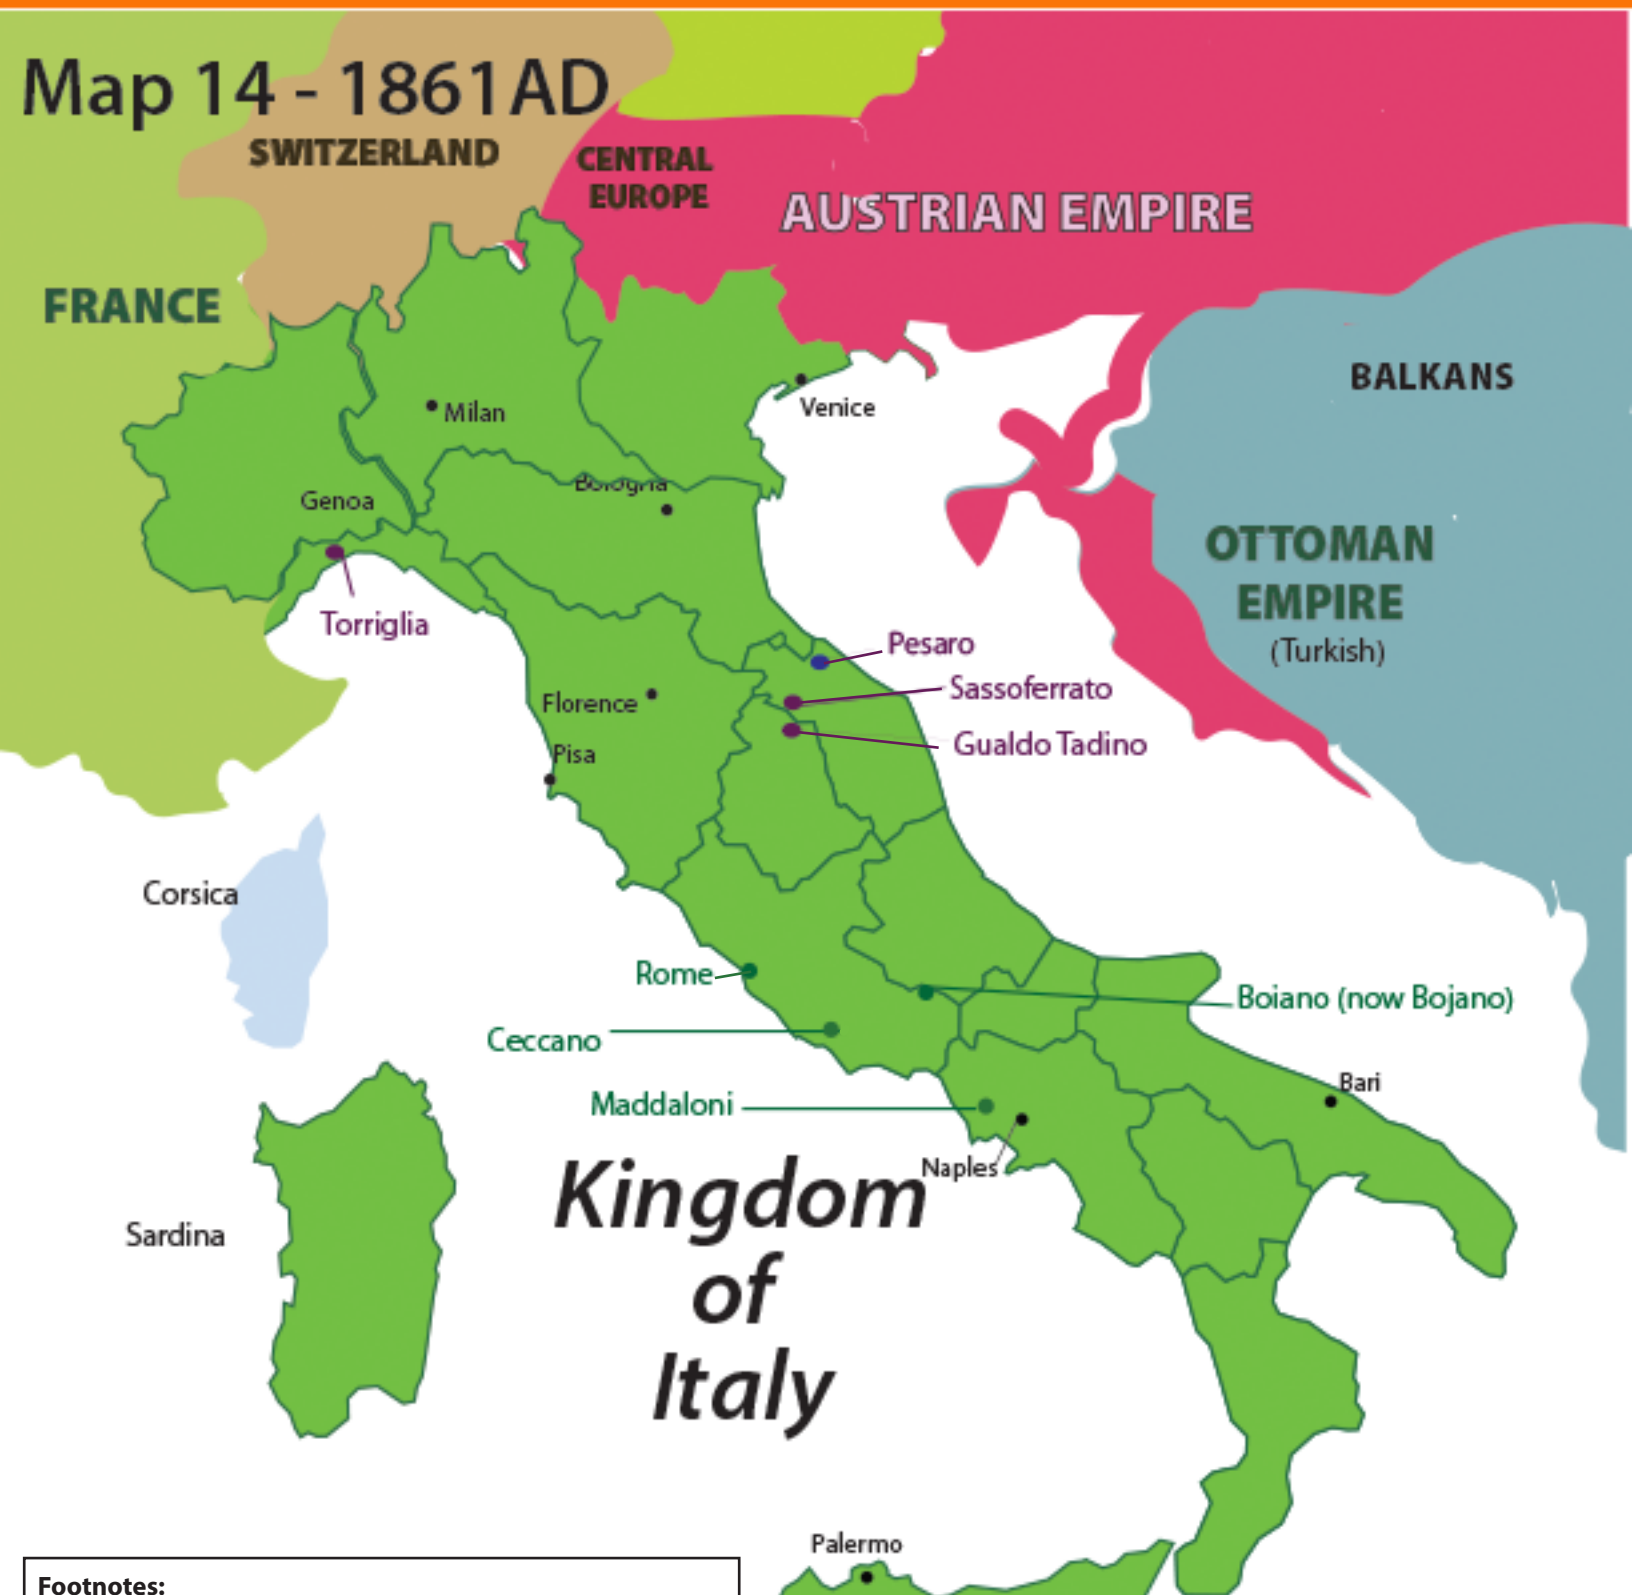 Map 14 - 1861AD
SWITZERLAND
CENTRAL
EUROPE
AUSTRIAN EMPIRE
FRANCE
BALKANS
Milan
Venice
Bologna
Genoa
OTTOMAN
EMPIRE
(Turkish)
Torriglia
Pesaro
Sassoferrato
Florence
Gualdo Tadino
Pisa
Corsica
Rome
Boiano (now Bojano)
Ceccano
Bari
Maddaloni
Naples
Kingdom
of
Italy
Sardina
Palermo
Footnotes: